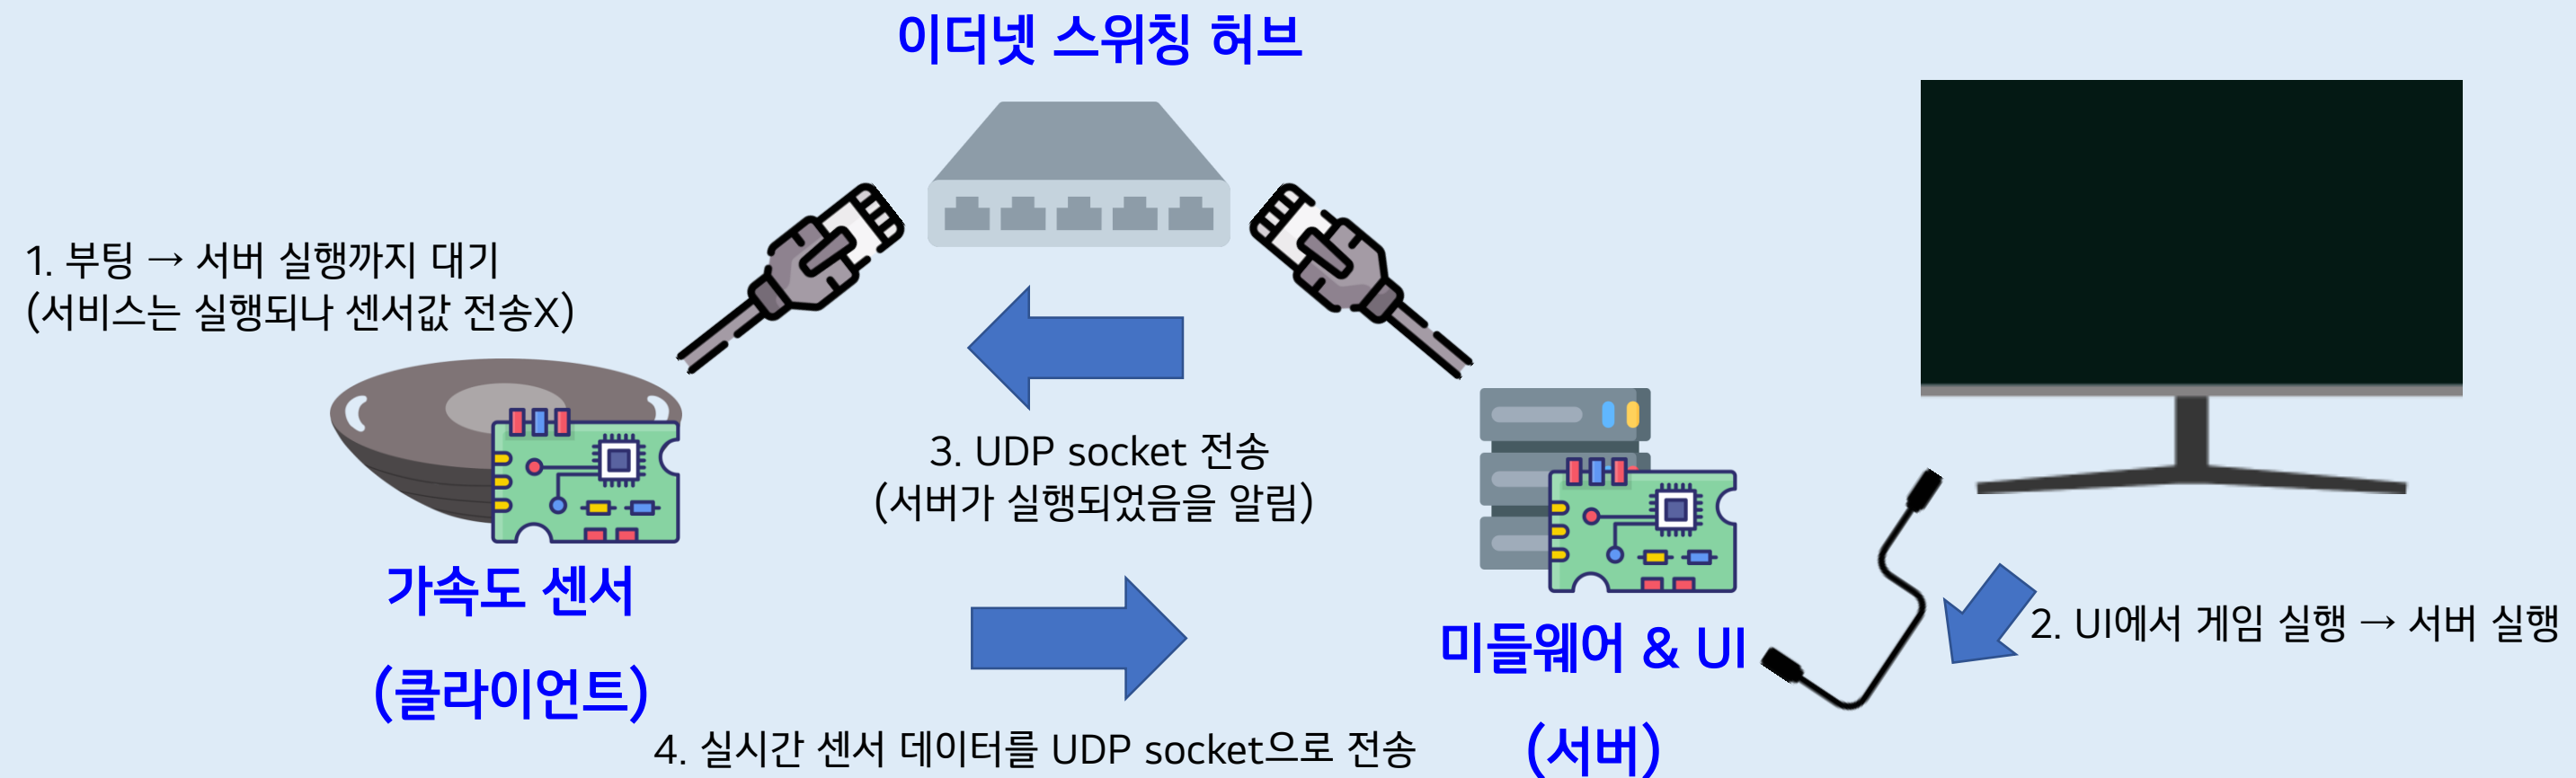 이더넷 스위칭 허브
1. 부팅 → 서버 실행까지 대기
(서비스는 실행되나 센서값 전송X)
3. UDP socket 전송
(서버가 실행되었음을 알림)
가속도 센서
(클라이언트)
2. UI에서 게임 실행 → 서버 실행
미들웨어 & UI
(서버)
4. 실시간 센서 데이터를 UDP socket으로 전송